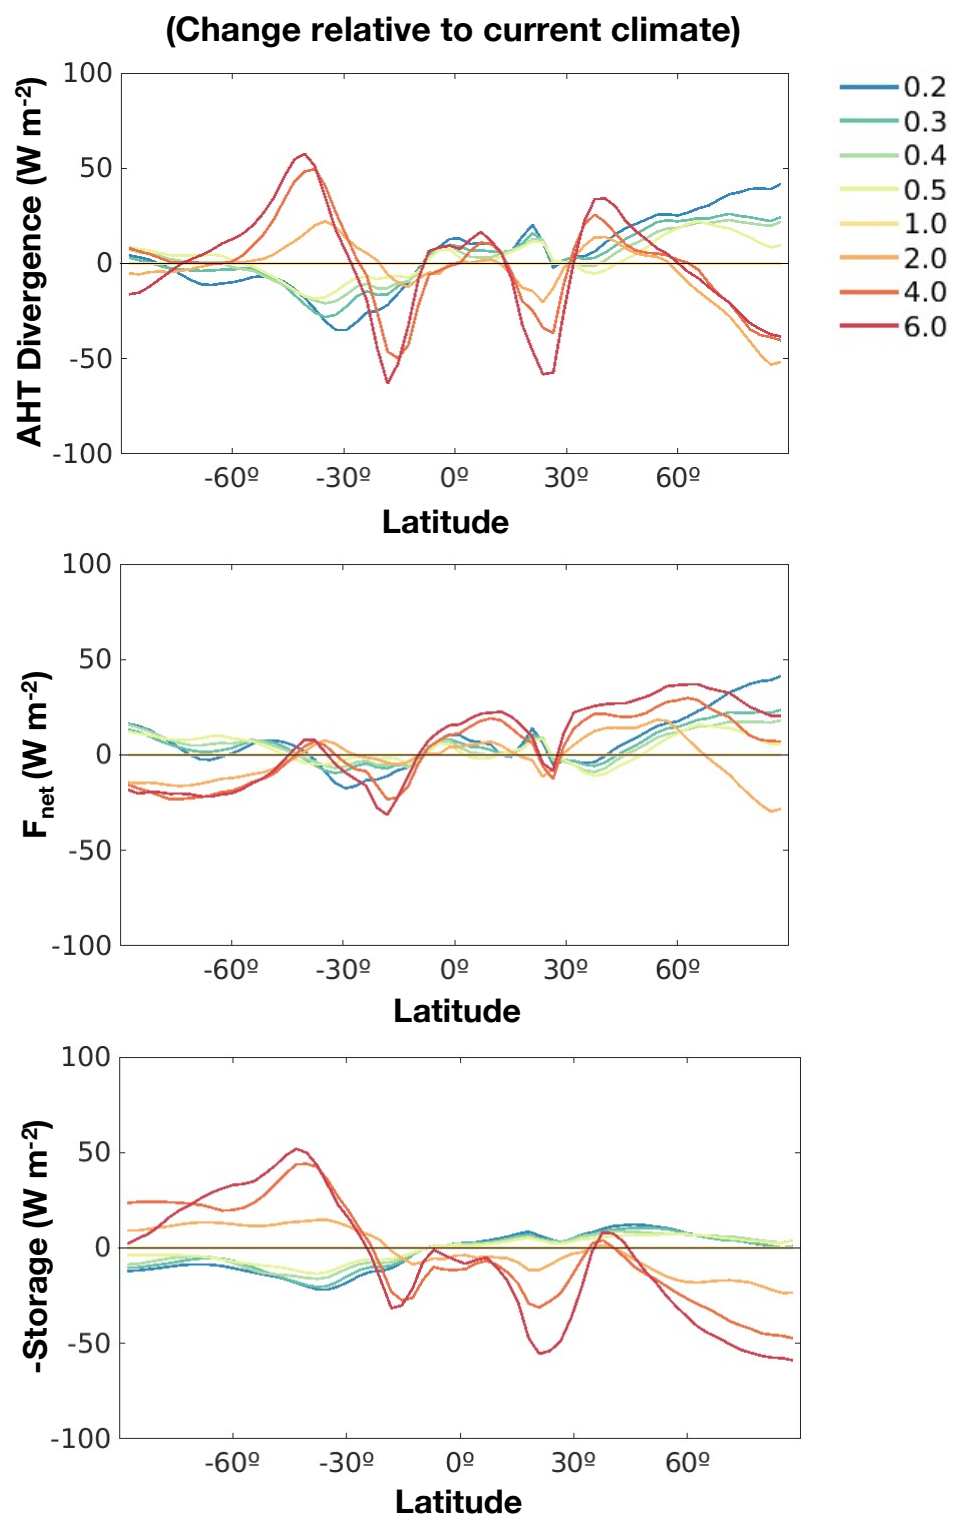 (Change relative to current climate)
AHT Divergence (W m-2)
100
50
0
-50
-100
-60º -30º 0º 30º 60º
Latitude
0.2
0.3
0.4
0.5
1.0
2.0
4.0
6.0
Fnet (W m-2)
100
50
0
-50
-100
-60º -30º 0º 30º 60º
Latitude
-Storage (W m-2)
100
50
0
-50
-100
-60º -30º 0º 30º 60º
Latitude